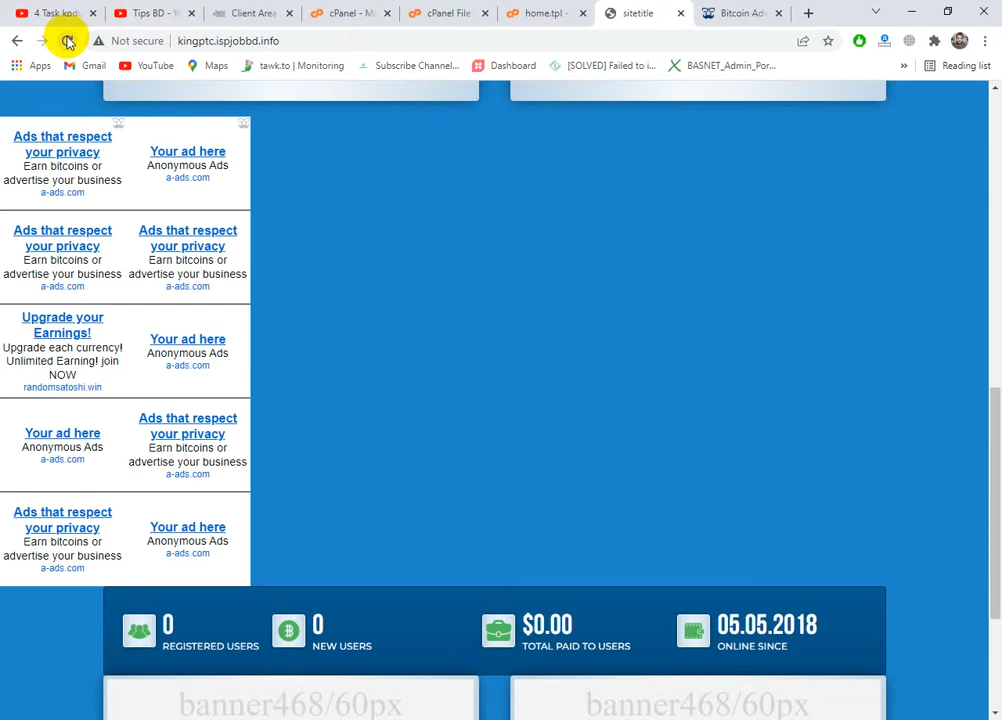 4 Task kodu
Tips BD - Y
Client Area
cPanel - Ma
cPanel File
home.tpl -
sitetitle
Bitcoin Adv
Not secure
kingptc.ispjobbd.info
Apps
Gmail
YouTube
Maps
tawk.to | Monitoring
Subscribe Channel...
Dashboard
[SOLVED] Failed to i...
BASNET_Admin_Por...
»
Reading list
Ads that respect
your privacy
Earn bitcoins or
advertise your business
a-ads.com
Your ad here
Anonymous Ads
a-ads.com
Ads that respect
your privacy
Earn bitcoins or
advertise your business
a-ads.com
Ads that respect
your privacy
Earn bitcoins or
advertise your business
a-ads.com
Upgrade your
Earnings!
Upgrade each currency!
Unlimited Earning! join
NOW
randomsatoshi.win
Your ad here
Anonymous Ads
a-ads.com
Your ad here
Anonymous Ads
a-ads.com
Ads that respect
your privacy
Earn bitcoins or
advertise your business
a-ads.com
Ads that respect
your privacy
Earn bitcoins or
advertise your business
a-ads.com
Your ad here
Anonymous Ads
a-ads.com
0
REGISTERED USERS
0
NEW USERS
$0.00
TOTAL PAID TO USERS
05.05.2018
ONLINE SINCE
banner468/60px
banner468/60px